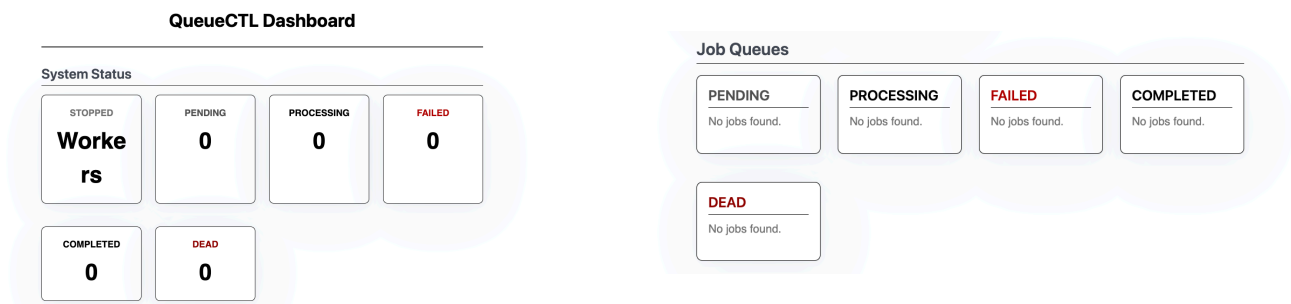 QueueCTL Dashboard
System Status
STOPPED
Worke
rs
PENDING
0
PROCESSING
0
FAILED
0
COMPLETED
0
DEAD
0
Job Queues
PENDING
No jobs found.
PROCESSING
No jobs found.
FAILED
No jobs found.
COMPLETED
No jobs found.
DEAD
No jobs found.